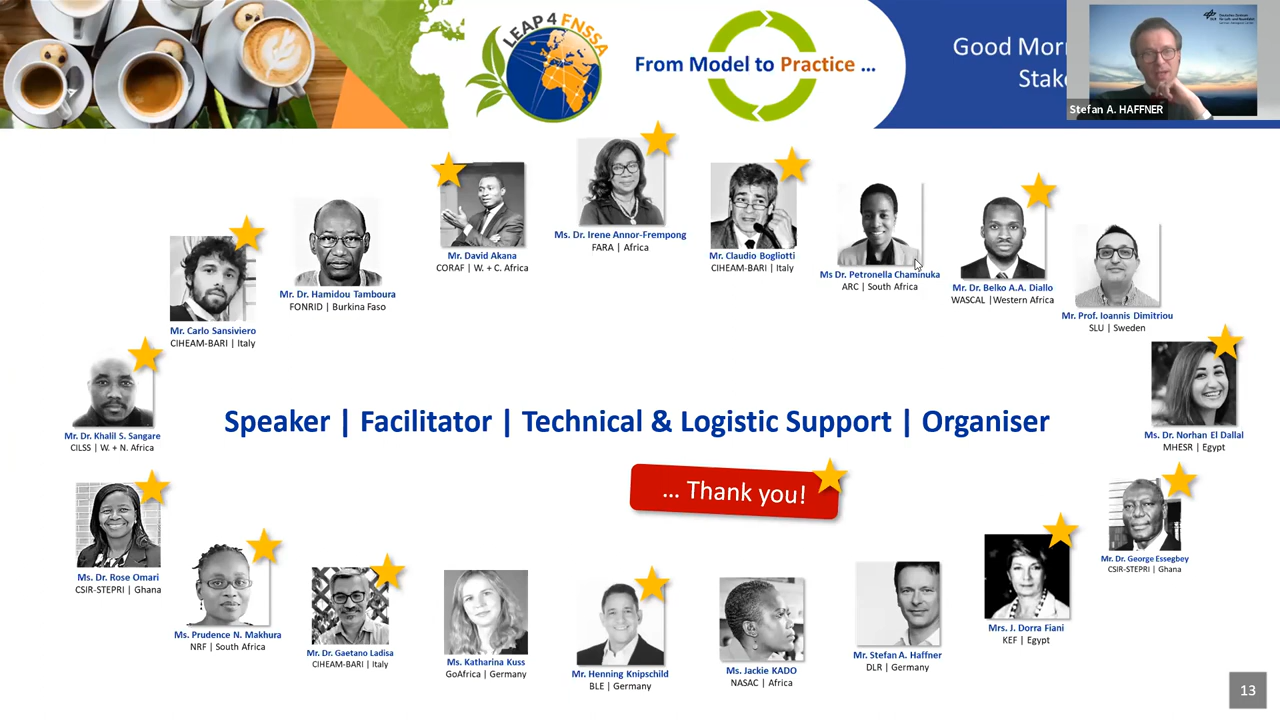 LEAP 4 FNSSA
From Model to Practice ...
Good Mor
Stak
Stefan A. HAFFNER
Ms. Dr. Irene Annor-Frempong
FARA | Africa
Mr. David Akana
CORAF | W. + C. Africa
Mr. Claudio Bogliotti
CIHEAM-BARI | Italy
Ms Dr. Petronella Chaminuka
ARC | South Africa
Mr. Dr. Hamidou Tamboura
FONRID | Burkina Faso
Mr. Dr. Belko A.A. Diallo
WASCAL |Western Africa
Mr. Prof. Ioannis Dimitriou
SLU | Sweden
Mr. Carlo Sansiviero
CIHEAM-BARI | Italy
Mr. Dr. Khalil S. Sangare
CILSS | W. + N. Africa
Ms. Dr. Norhan El Dallal
MHESR | Egypt
Speaker | Facilitator | Technical & Logistic Support | Organiser
... Thank you!
Ms. Dr. Rose Omari
CSIR-STEPRI | Ghana
Mr. Dr. George Essegbey
CSIR-STEPRI | Ghana
Ms. Prudence N. Makhura
NRF | South Africa
Mr. Dr. Gaetano Ladisa
CIHEAM-BARI | Italy
Ms. Katharina Kuss
GoAfrica | Germany
Mr. Henning Knipschild
BLE | Germany
Ms. Jackie KADO
NASAC | Africa
Mr. Stefan A. Haffner
DLR | Germany
Mrs. J. Dorra Fiani
KEF | Egypt
13